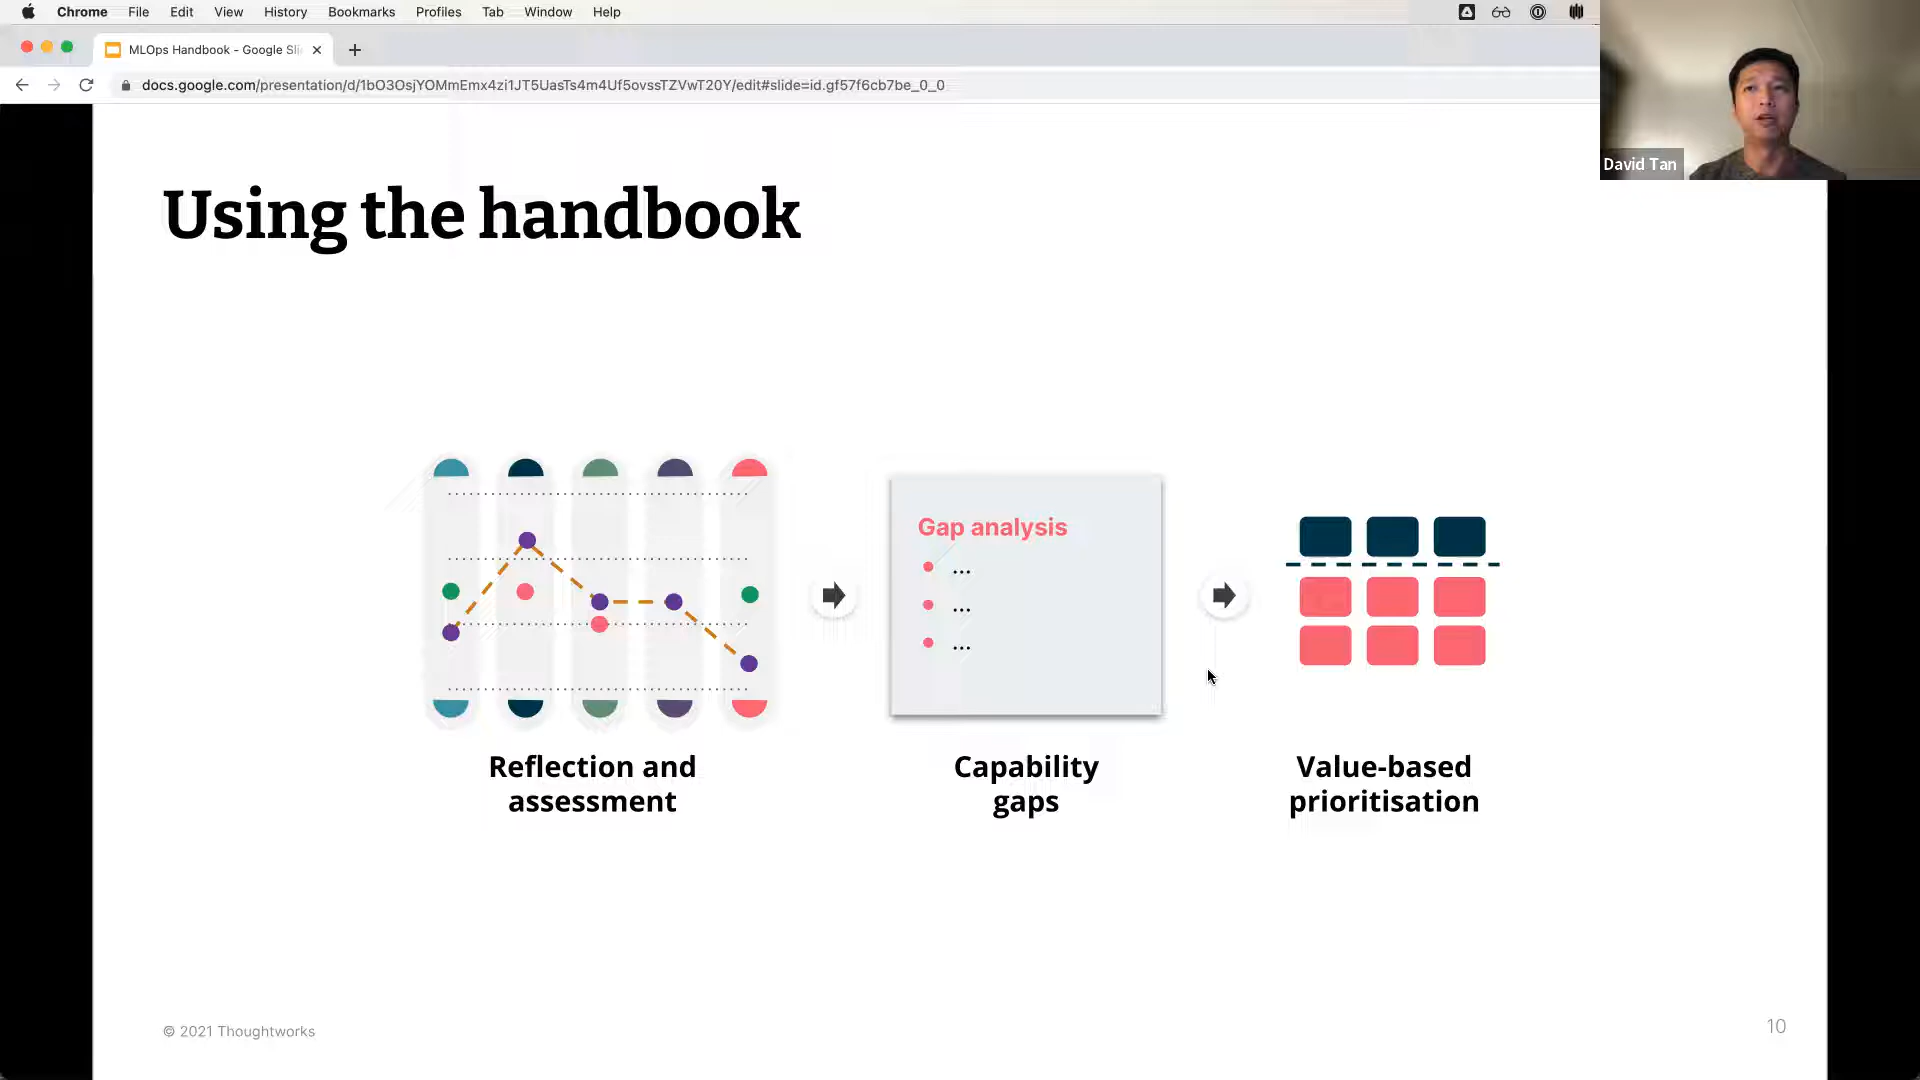 Chrome File Edit View History Bookmarks Profiles Tab Window Help
MLOps Handbook - Google Sli
docs.google.com/presentation/d/1bO3OsjYOMmEmx4zi1JT5UasTs4m4Uf5ovssTZVwT20Y/edit#slide=id.gf57f6cb7be_0_0
David Tan
Using the handbook
Gap analysis
...
...
...
Reflection and
assessment
Capability
gaps
Value-based
prioritisation
© 2021 Thoughtworks
10